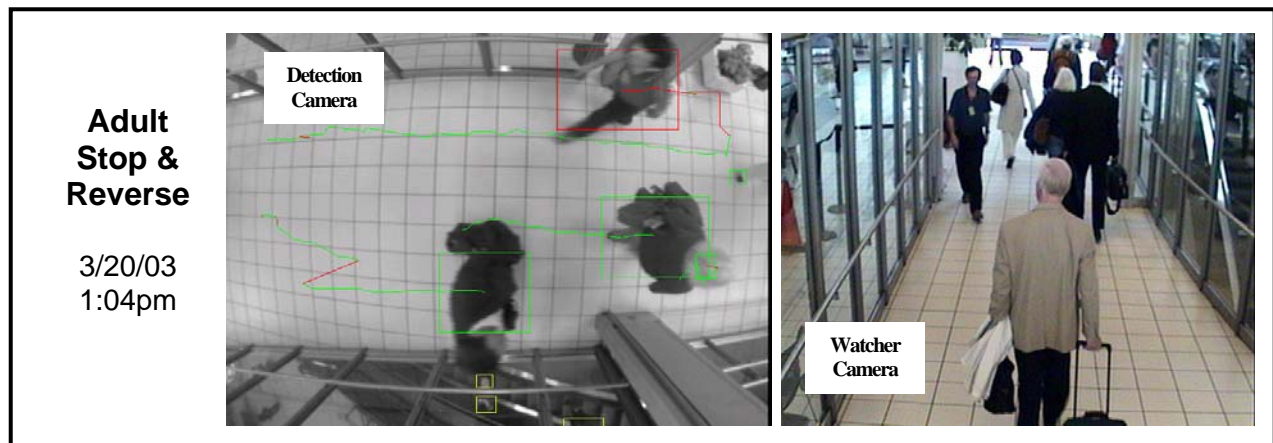 Adult
Stop &
Reverse
3/20/03
1:04pm
Detection
Camera
Watcher
Camera